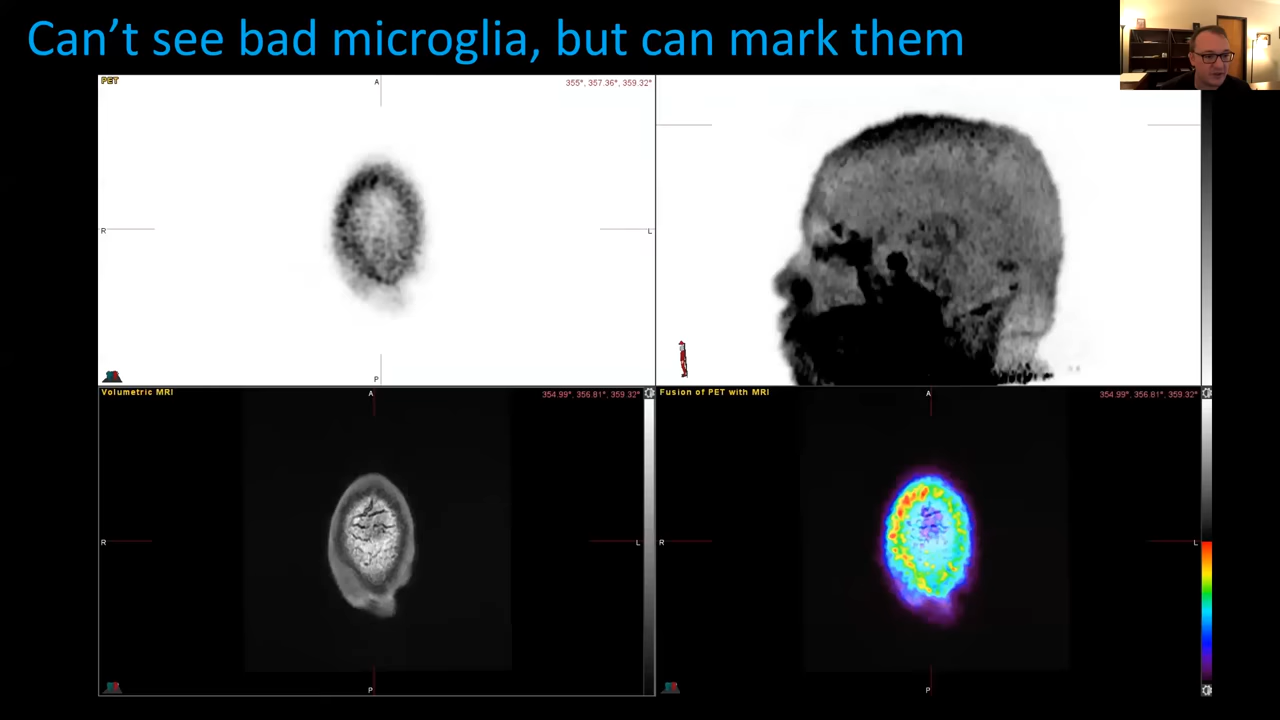 Can't see bad microglia, but can mark them
PET
A
355°, 357.36°, 359.32°
R
L
P
Volumetric MRI
A
354.99°, 356.81°, 359.32°
R
L
P
Fusion of PET with MRI
A
354.99°, 356.81°, 359.32°
R
L
P